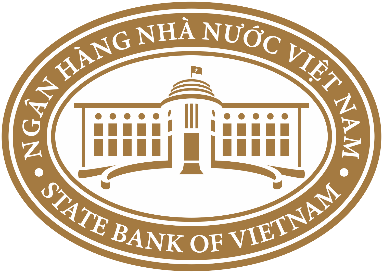 NGÂN HÀNG NHÀ NƯỚC VIỆT NAM
STATE BANK OF VIETNAM